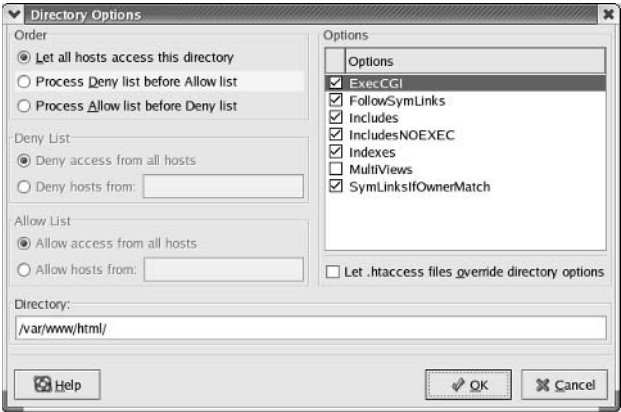 Directory Options
Order
Let all hosts access this directory
Process Deny list before Allow list
Process Allow list before Deny list
Deny List
Deny access from all hosts
Deny hosts from:
Allow List
Allow access from all hosts
Allow hosts from:
Options
Options
ExecCGI
FollowSymLinks
Includes
IncludesNOEXEC
Indexes
MultiViews
SymLinksIfOwnerMatch
Let .htaccess files override directory options
Directory:
/var/www/html/
Help
OK
Cancel